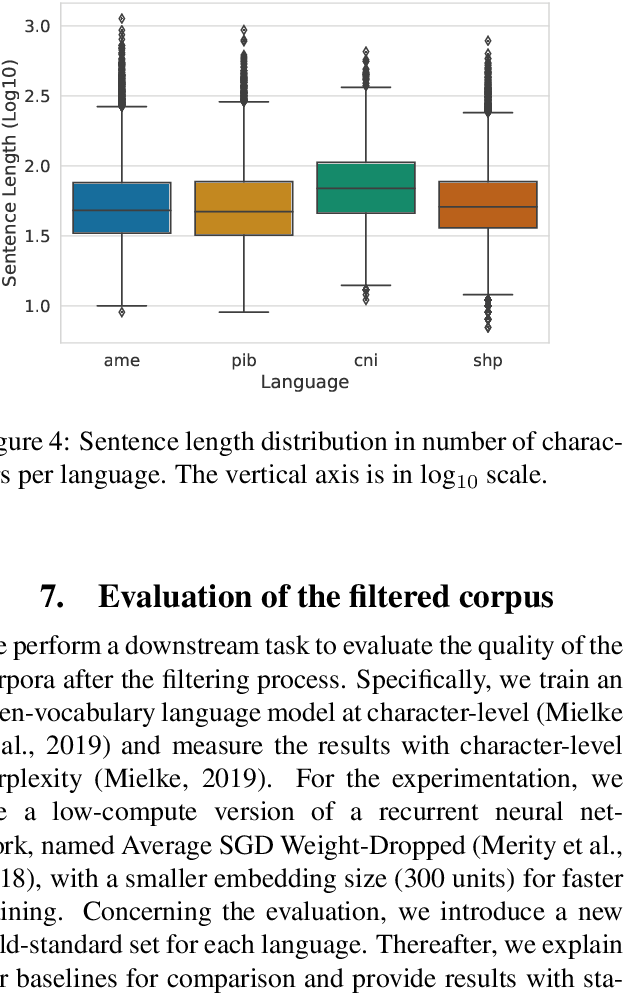 3.0
2.5
2.0
1.5
1.0
Sentence Length (Log10)
ame pib cni shp
Language
gure 4: Sentence length distribution in number of charac-
rs per language. The vertical axis is in log10 scale.
7. Evaluation of the filtered corpus
e perform a downstream task to evaluate the quality of the
rpora after the filtering process. Specifically, we train an
en-vocabulary language model at character-level (Mielke
al., 2019) and measure the results with character-level
rplexity (Mielke, 2019). For the experimentation, we
e a low-compute version of a recurrent neural net-
ork, named Average SGD Weight-Dropped (Merity et al.,
18), with a smaller embedding size (300 units) for faster
ining. Concerning the evaluation, we introduce a new
ld-standard set for each language. Thereafter, we explain
r baselines for comparison and provide results with sta-